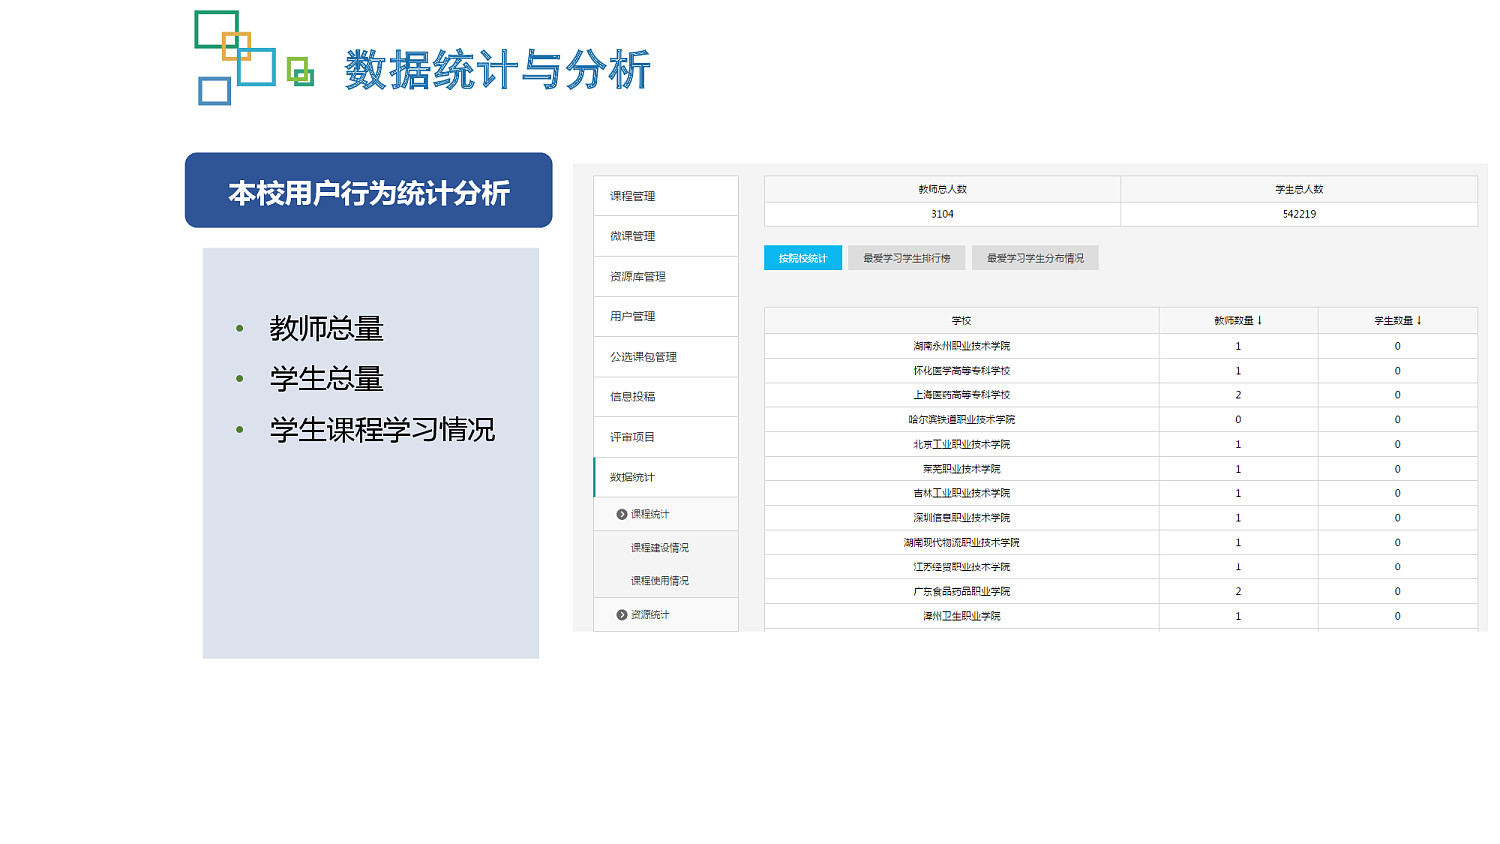 数据统计与分析
本校用户行为统计分析
• 教师总量
• 学生总量
• 学生课程学习情况
课程管理
微课管理
资源库管理
用户管理
公选课包管理
信息投稿
评审项目
数据统计
课程统计
课程建设情况
课程使用情况
资源统计
教师总人数 学生总人数
3104 542219
按院校统计 最爱学习学生排行榜 最爱学习学生分布情况
学校 教师数量↓ 学生数量↓
湖南永州职业技术学院 1 0
怀化医学高等专科学校 1 0
上海医药高等专科学校 2 0
哈尔滨铁道职业技术学院 0 0
北京工业职业技术学院 1 0
莱芜职业技术学院 1 0
吉林工业职业技术学院 1 0
深圳信息职业技术学院 1 0
湖南现代物流职业技术学院 1 0
江苏经贸职业技术学院 1 0
广东食品药品职业学院 2 0
漳州卫生职业学院 1 0